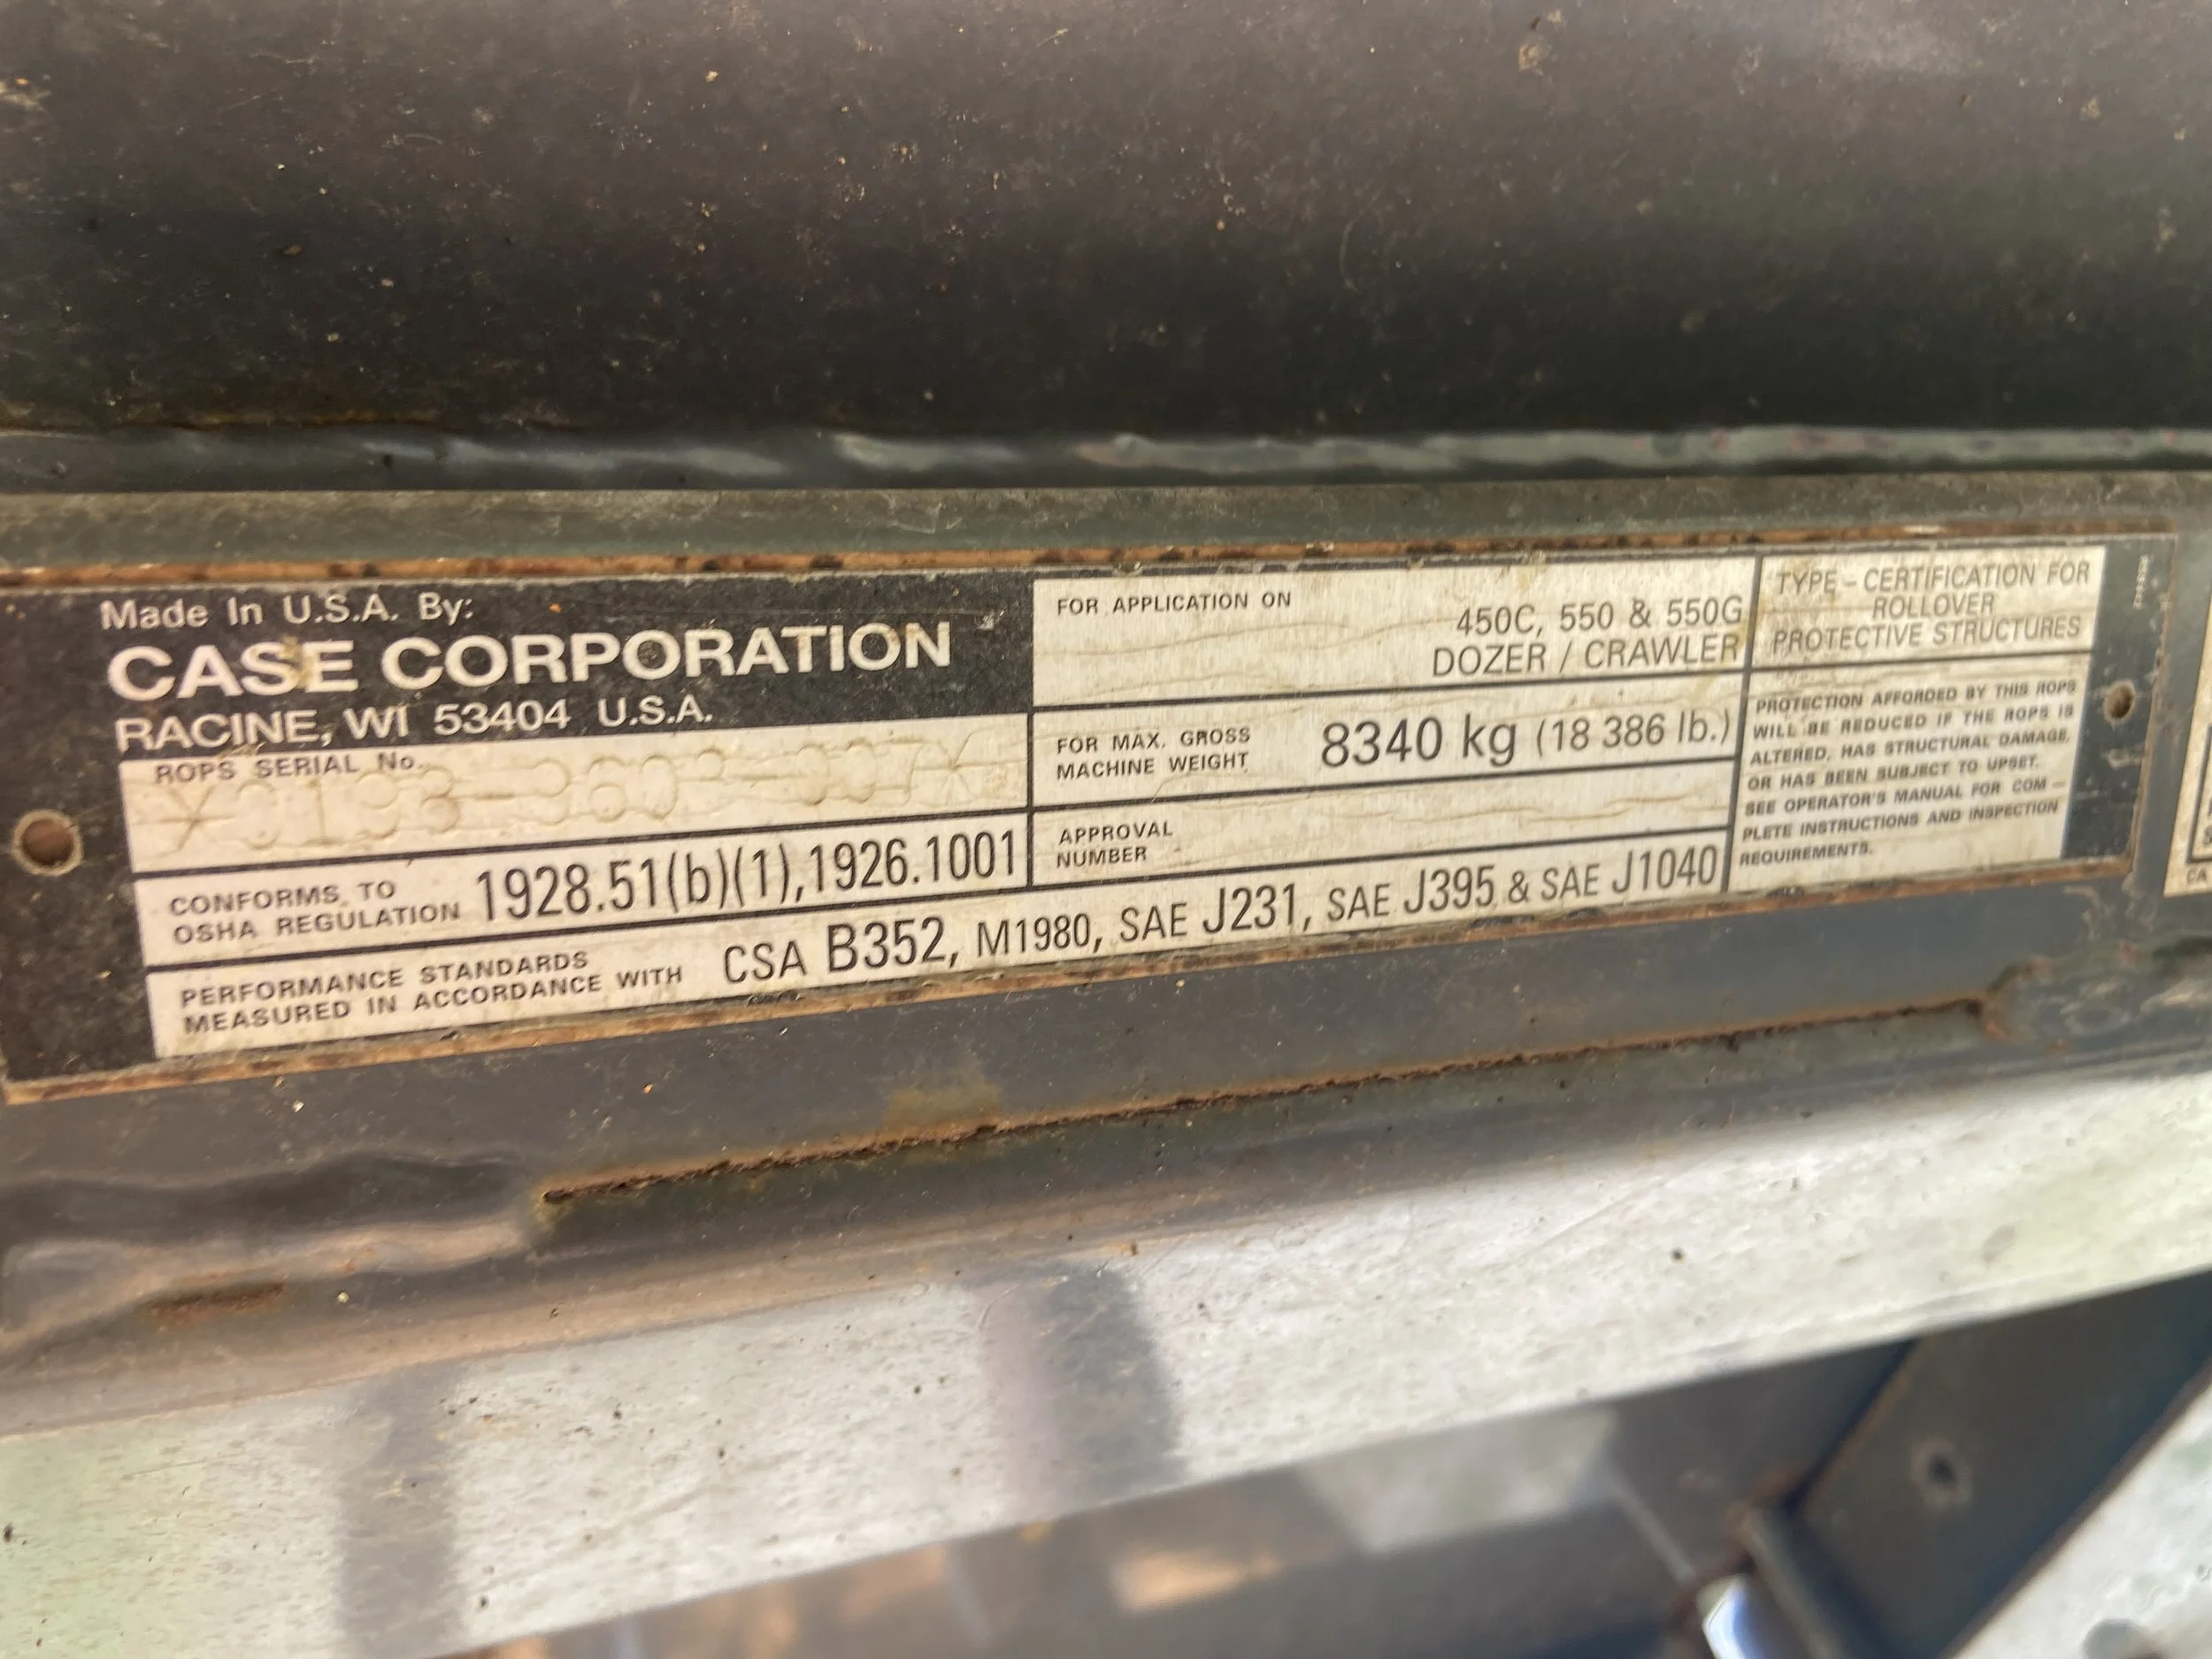 Made In U.S.A. By:
CASE CORPORATION
RACINE, WI 53404 U.S.A.
ROPS SERIAL No.
CONFORMS TO
OSHA REGULATION 1928.51(b)(1),1926.1001
PERFORMANCE STANDARDS
MEASURED IN ACCORDANCE WITH CSA B352, M1980, SAE J231, SAE J395 & SAE J1040
FOR APPLICATION ON
450C, 550 & 550G
DOZER / CRAWLER
FOR MAX. GROSS
MACHINE WEIGHT 8340 kg (18 386 lb.)
APPROVAL
NUMBER
TYPE – CERTIFICATION FOR
ROLLOVER
PROTECTIVE STRUCTURES
PROTECTION AFFORDED BY THIS ROPS
WILL BE REDUCED IF THE ROPS IS
ALTERED, HAS STRUCTURAL DAMAGE,
OR HAS BEEN SUBJECT TO UPSET.
SEE OPERATOR'S MANUAL FOR COM –
PLETE INSTRUCTIONS AND INSPECTION
REQUIREMENTS.
CA